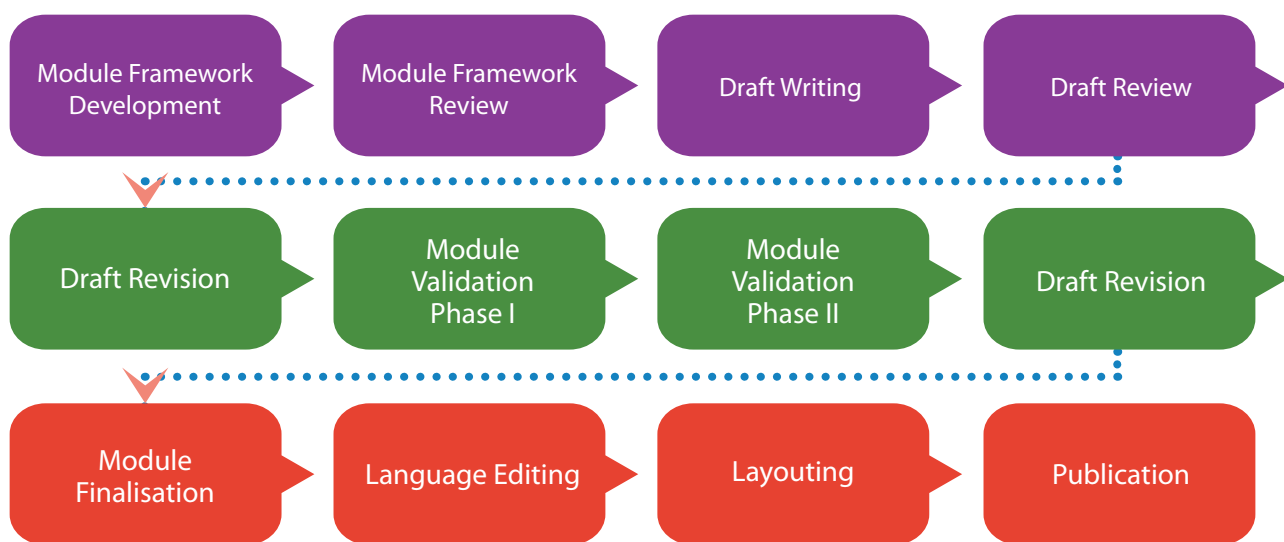 Module Framework
Development
Module Framework
Review
Draft Writing
Draft Review
Draft Revision
Module
Validation
Phase I
Module
Validation
Phase II
Draft Revision
Module
Finalisation
Language Editing
Layouting
Publication